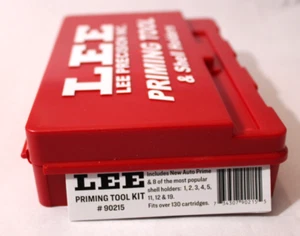 LEE
LEE PRECISION INC.
PRIMING TOOL
& Shell Holders
LEE
PRIMING TOOL KIT
# 90215
Includes New Auto Prime
& 8 of the most popular
shell holders: 1, 2, 3, 4, 5,
11, 12 & 19.
Fits over 130 cartridges.